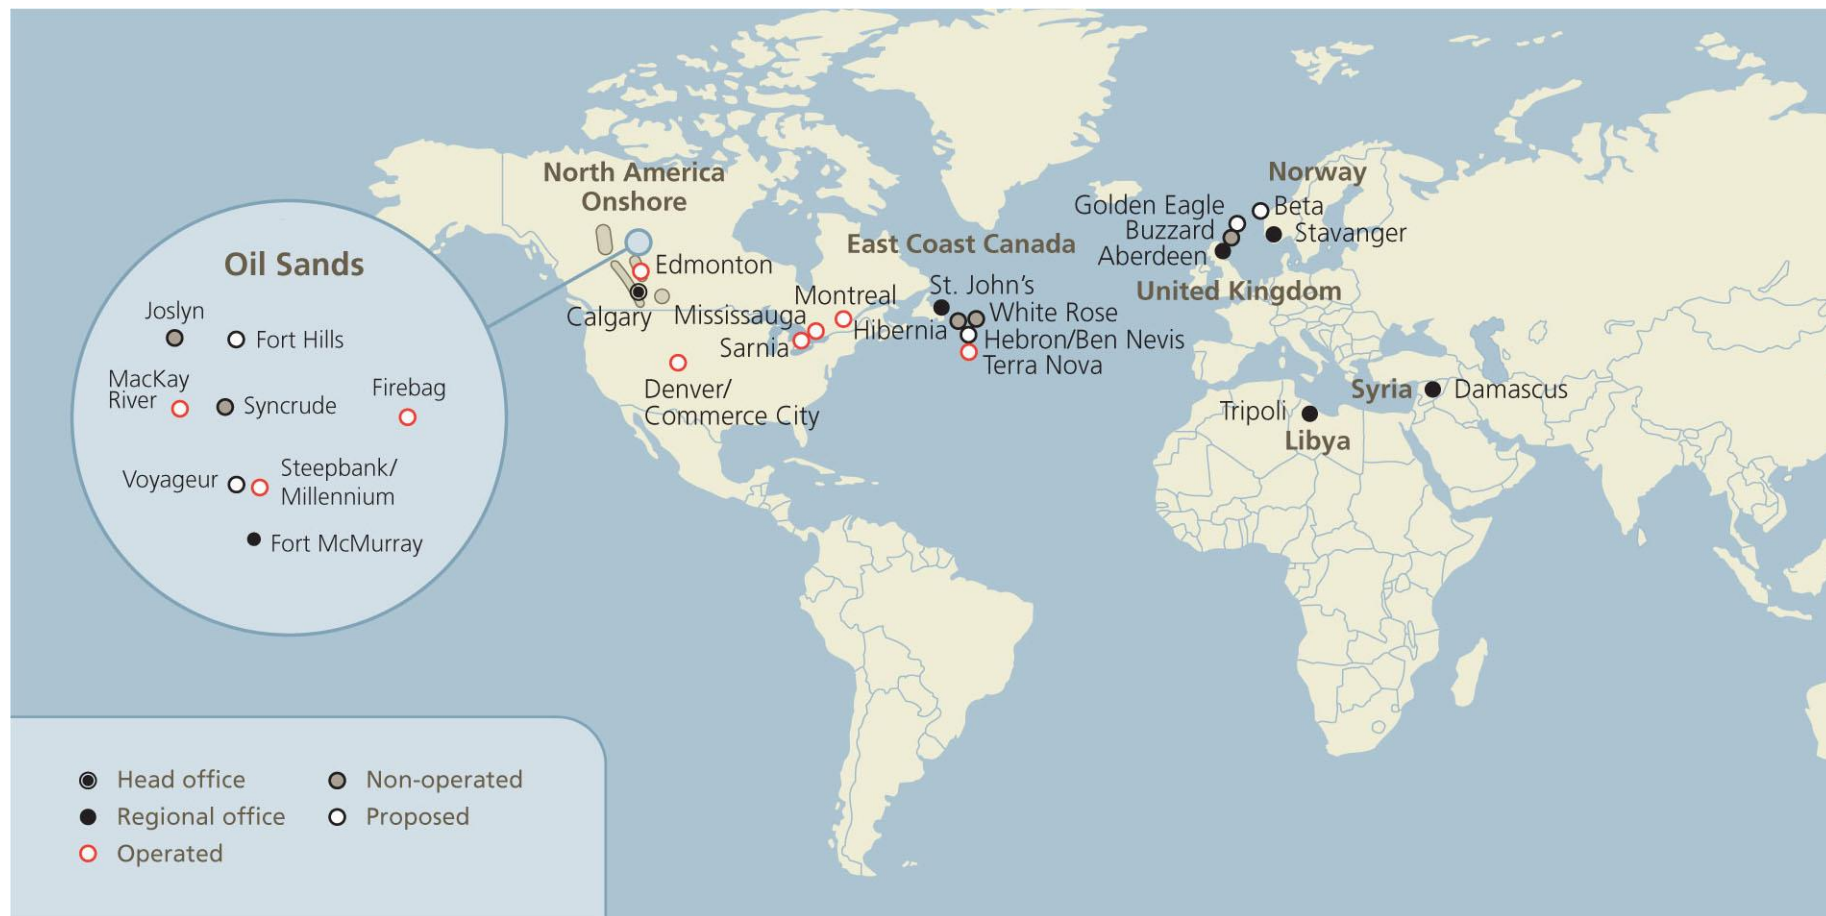 North America
Onshore
Norway
Golden Eagle
Beta
Buzzard
Stavanger
Aberdeen
East Coast Canada
United Kingdom
Oil Sands
Edmonton
St. John’s
Montreal
Calgary
Mississauga
Hibernia
White Rose
Sarnia
Hebron/Ben Nevis
Terra Nova
Denver/
Commerce City
Syria
Damascus
Tripoli
Libya
Joslyn
Fort Hills
MacKay
River
Syncrude
Firebag
Voyageur
Steepbank/
Millennium
Fort McMurray
Head office
Non-operated
Regional office
Proposed
Operated